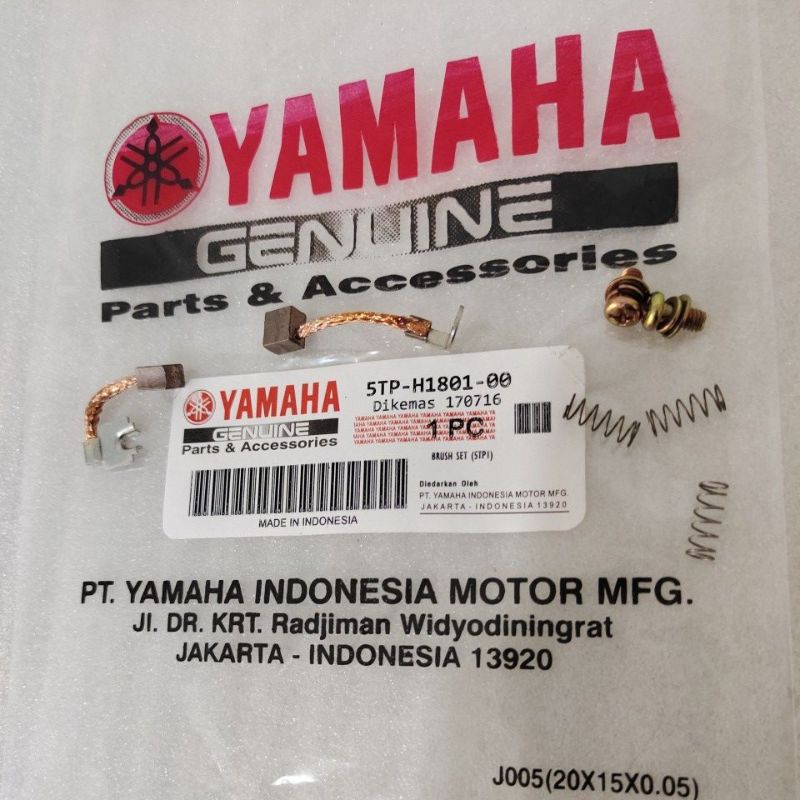 YAMAHA
GENUINE
Parts & Accessories
YAMAHA
GENUINE
Parts & Accessories
MADE IN INDONESIA
5TP-H1801-00
Dikemas 170716
1 PC
BRUSH SET (5TP1)
Diedarkan Oleh
PT. YAMAHA INDONESIA MOTOR MFG.
JAKARTA - INDONESIA 13920
PT. YAMAHA INDONESIA MOTOR MFG.
Jl. DR. KRT. Radjiman Widyodiningrat
JAKARTA - INDONESIA 13920
J005(20X15X0.05)